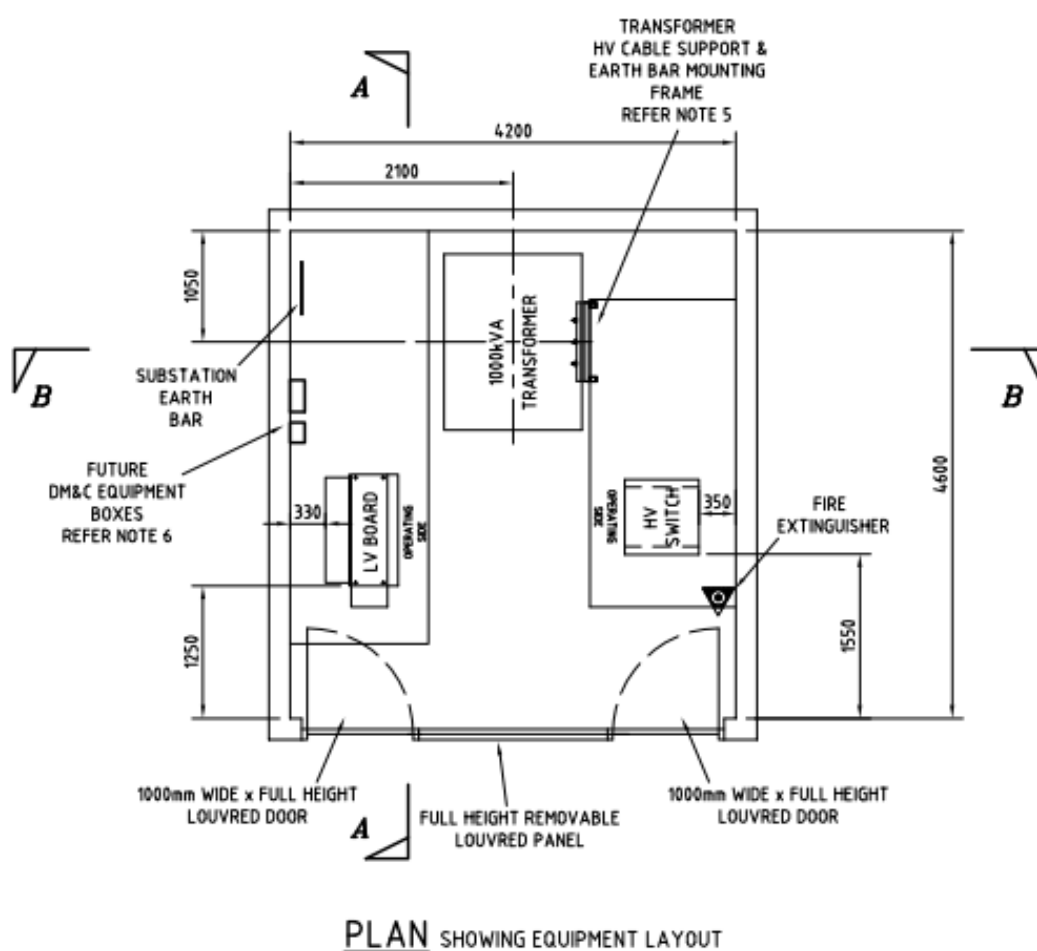 TRANSFORMER
HV CABLE SUPPORT &
EARTH BAR MOUNTING
FRAME
REFER NOTE 5
A
4200
2100
1050
1000kVA
TRANSFORMER
SUBSTATION
EARTH
BAR
B
B
FUTURE
DM&C EQUIPMENT
BOXES
REFER NOTE 6
330
LV BOARD
OPERATING
SIDE
OPERATING
SIDE
HV
SWITCH
350
FIRE
EXTINGUISHER
4600
1250
1550
1000mm WIDE x FULL HEIGHT
LOUVRED DOOR
A
FULL HEIGHT REMOVABLE
LOUVRED PANEL
1000mm WIDE x FULL HEIGHT
LOUVRED DOOR
PLAN SHOWING EQUIPMENT LAYOUT